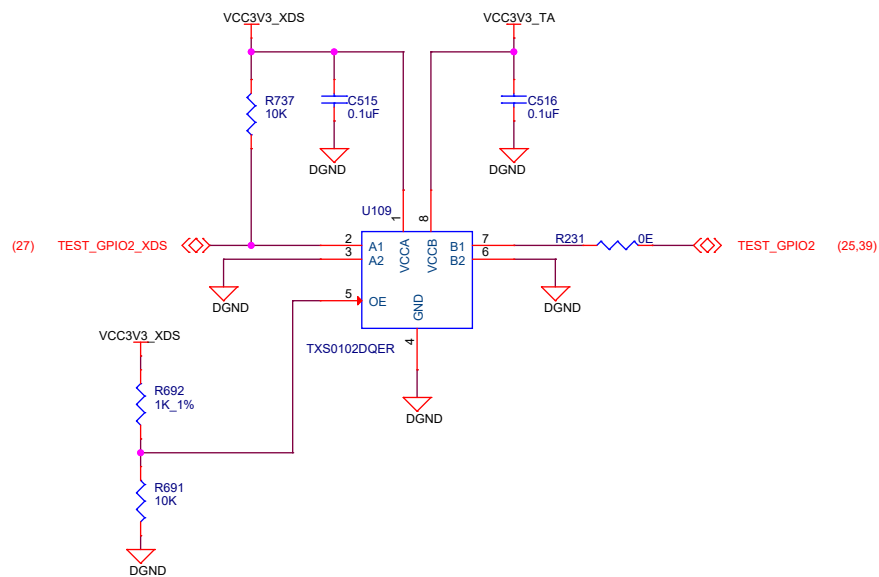 VCC3V3_XDS
VCC3V3_TA
R737
10K
C515
0.1uF
C516
0.1uF
DGND
DGND
U109
1
8
(27) TEST_GPIO2_XDS
2
A1
VCCA
VCCB
B1
7
R231
0E
TEST_GPIO2 (25,39)
3
A2
B2
6
DGND
DGND
5
OE
GND
4
VCC3V3_XDS
TXS0102DQER
R692
1K_1%
DGND
R691
10K
DGND